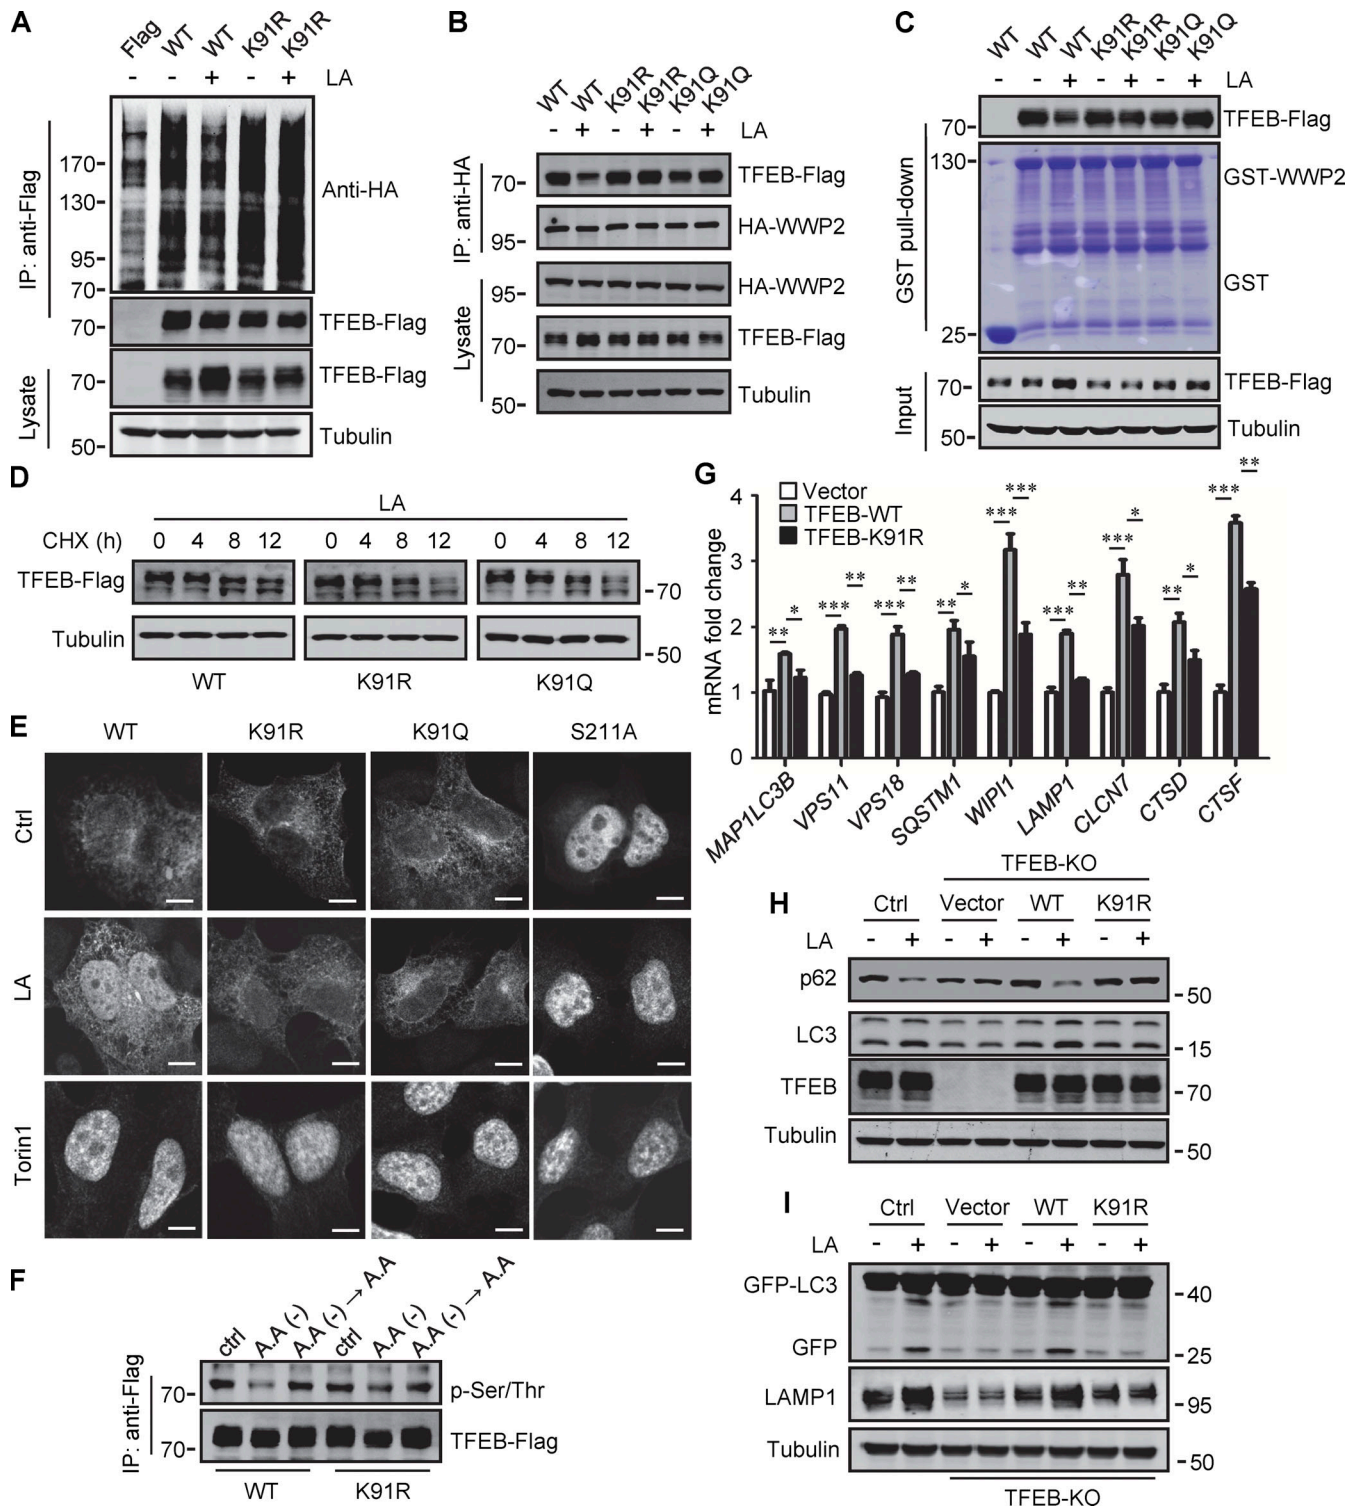 A
Flag WT WT K91R K91R
- - + - + LA
IP: anti-Flag
170-
130-
95-
70-
Anti-HA
70-
TFEB-Flag
Lysate
70-
TFEB-Flag
50-
Tubulin
B
WT WT K91R K91R K91Q K91Q
- + - + - + LA
IP: anti-HA
70-
TFEB-Flag
95-
HA-WWP2
Lysate
95-
HA-WWP2
70-
TFEB-Flag
50-
Tubulin
C
WT WT WT K91R K91R K91Q K91Q
- - + - + - + LA
GST pull-down
70-
TFEB-Flag
130-
GST-WWP2
GST
25-
Input
70-
TFEB-Flag
50-
Tubulin
D
LA
CHX (h) 0 4 8 12 0 4 8 12 0 4 8 12
TFEB-Flag
-70
Tubulin
-50
WT K91R K91Q
E
WT K91R K91Q S211A
Ctrl
LA
Torin1
F
ctrl A.A (-) A.A (-) → A.A ctrl A.A (-) A.A (-) → A.A
IP: anti-Flag
70-
p-Ser/Thr
70-
TFEB-Flag
WT K91R
G
mRNA fold change
4
3
2
1
0
Vector
TFEB-WT
TFEB-K91R
** * *** ** *** ** ** * *** *** *** ** *** * ** * *** **
MAP1LC3B VPS11 VPS18 SQSTM1 WIPI1 LAMP1 CLCN7 CTSD CTSF
H
TFEB-KO
Ctrl Vector WT K91R
LA - + - + - + - +
p62
-50
LC3
-15
TFEB
-70
Tubulin
-50
I
Ctrl Vector WT K91R
LA - + - + - + - +
GFP-LC3
-40
GFP
-25
LAMP1
-95
Tubulin
-50
TFEB-KO